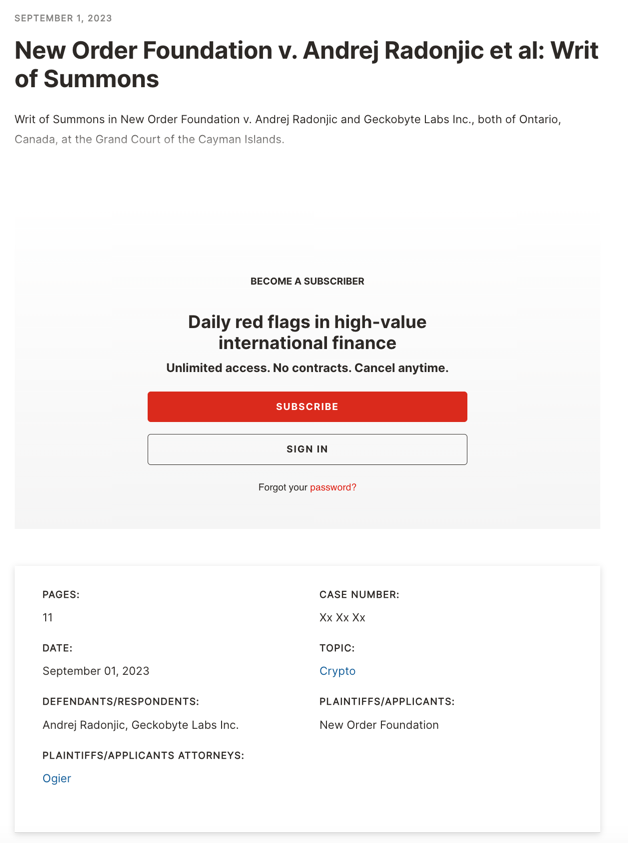 SEPTEMBER 1, 2023
New Order Foundation v. Andrej Radonjic et al: Writ
of Summons
Writ of Summons in New Order Foundation v. Andrej Radonjic and Geckobyte Labs Inc., both of Ontario,
Canada, at the Grand Court of the Cayman Islands.
BECOME A SUBSCRIBER
Daily red flags in high-value
international finance
Unlimited access. No contracts. Cancel anytime.
SUBSCRIBE
SIGN IN
Forgot your password?
PAGES:
11
CASE NUMBER:
Xx Xx Xx
DATE:
September 01, 2023
TOPIC:
Crypto
DEFENDANTS/RESPONDENTS:
Andrej Radonjic, Geckobyte Labs Inc.
PLAINTIFFS/APPLICANTS:
New Order Foundation
PLAINTIFFS/APPLICANTS ATTORNEYS:
Ogier